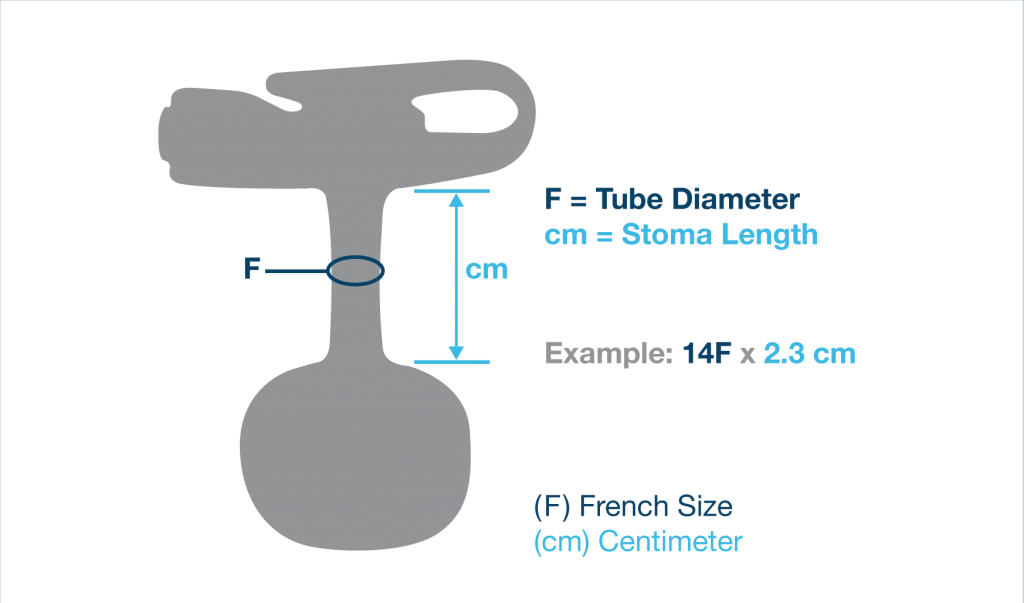 F = Tube Diameter
cm = Stoma Length
F
cm
Example: 14F x 2.3 cm
(F) French Size
(cm) Centimeter